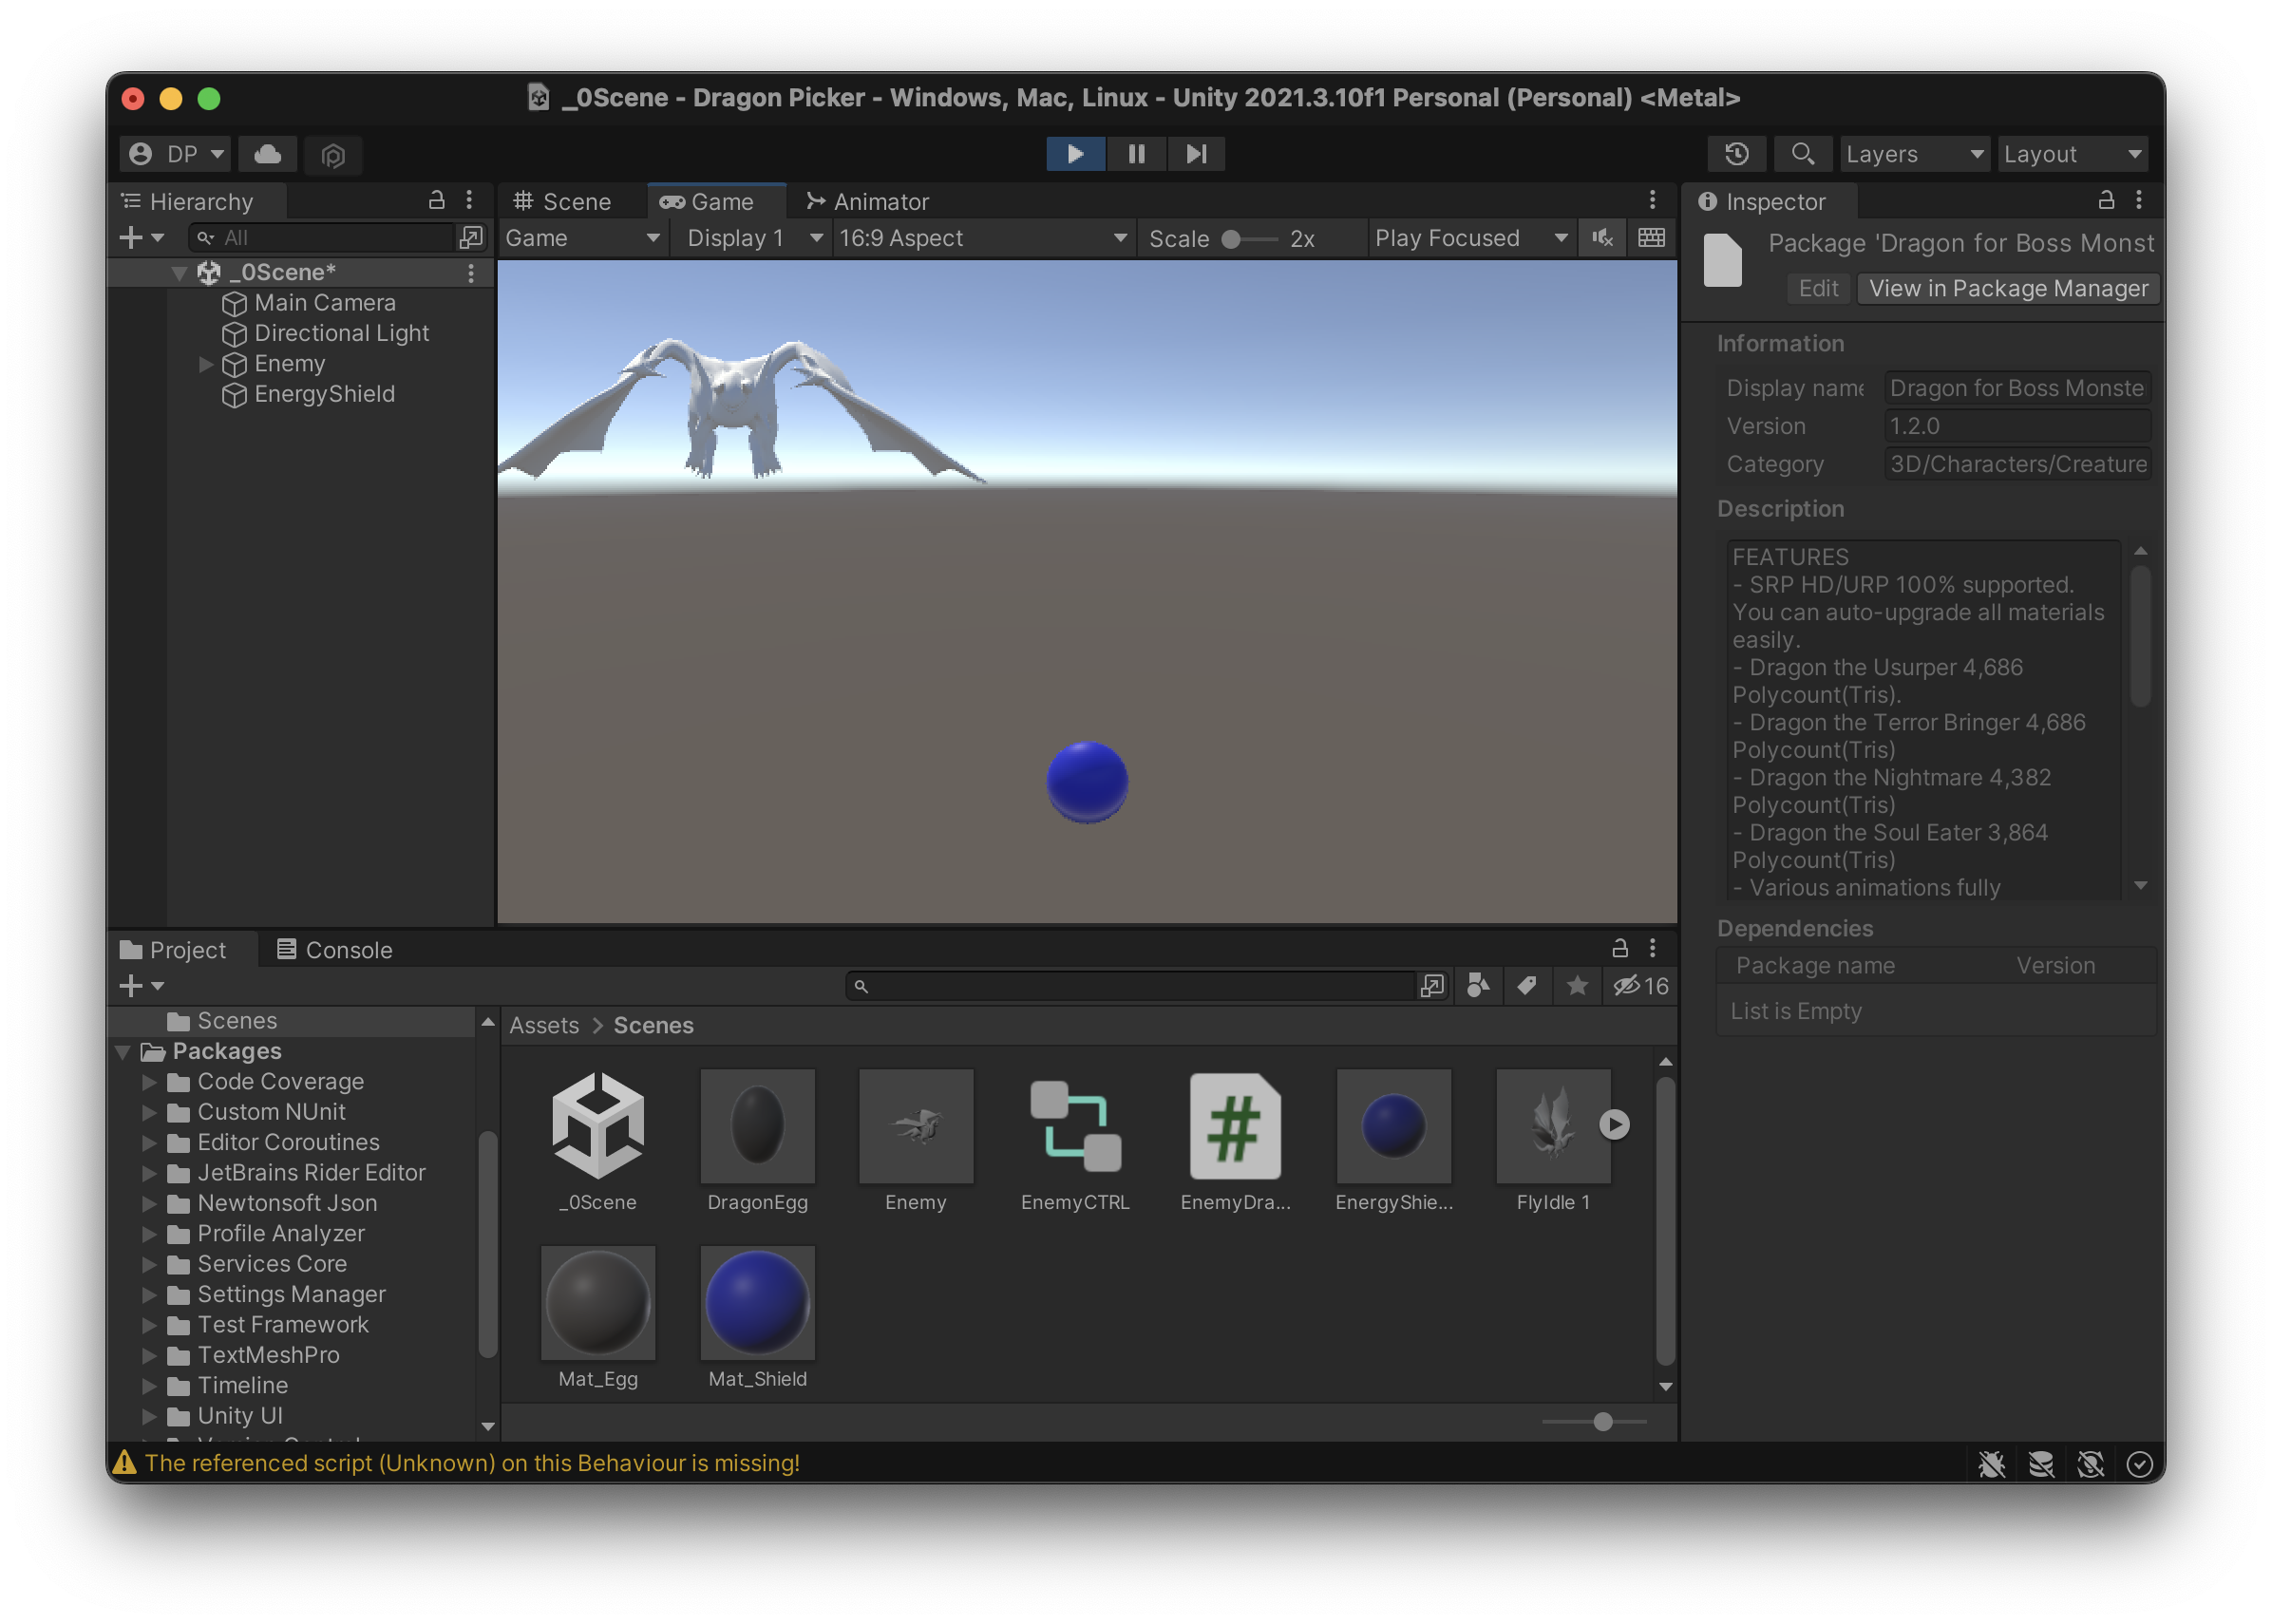 _0Scene - Dragon Picker - Windows, Mac, Linux - Unity 2021.3.10f1 Personal (Personal) <Metal>
DP
Layers
Layout
Hierarchy
All
_0Scene*
Main Camera
Directional Light
Enemy
EnergyShield
Scene
Game
Animator
Game
Display 1
16:9 Aspect
Scale
2x
Play Focused
Inspector
Package 'Dragon for Boss Monst
Edit
View in Package Manager
Information
Display name
Dragon for Boss Monste
Version
1.2.0
Category
3D/Characters/Creature
Description
FEATURES
- SRP HD/URP 100% supported.
You can auto-upgrade all materials
easily.
- Dragon the Usurper 4,686
Polycount(Tris).
- Dragon the Terror Bringer 4,686
Polycount(Tris)
- Dragon the Nightmare 4,382
Polycount(Tris)
- Dragon the Soul Eater 3,864
Polycount(Tris)
- Various animations fully
Dependencies
Package name
Version
List is Empty
Project
Console
16
Scenes
Packages
Code Coverage
Custom NUnit
Editor Coroutines
JetBrains Rider Editor
Newtonsoft Json
Profile Analyzer
Services Core
Settings Manager
Test Framework
TextMeshPro
Timeline
Unity UI
Assets > Scenes
_0Scene
DragonEgg
Enemy
EnemyCTRL
EnemyDra...
EnergyShie...
FlyIdle 1
Mat_Egg
Mat_Shield
The referenced script (Unknown) on this Behaviour is missing!